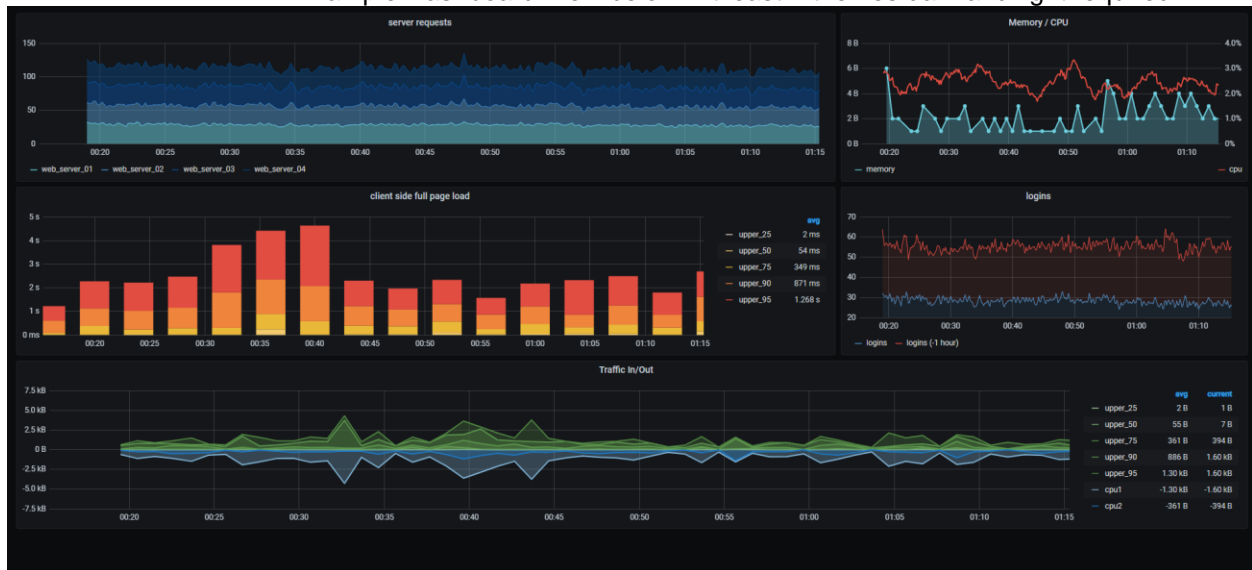 server requests
150
100
50
0
00:20 00:25 00:30 00:35 00:40 00:45 00:50 00:55 01:00 01:05 01:10 01:15
web_server_01 web_server_02 web_server_03 web_server_04
Memory / CPU
8 B 4.0%
6 B 3.0%
4 B 2.0%
2 B 1.0%
0 B 0%
00:20 00:30 00:40 00:50 01:00 01:10
memory cpu
client side full page load
5 s
4 s
3 s
2 s
1 s
0 ms
00:20 00:25 00:30 00:35 00:40 00:45 00:50 00:55 01:00 01:05 01:10 01:15
avg
upper_25 2 ms
upper_50 54 ms
upper_75 349 ms
upper_90 871 ms
upper_95 1.268 s
logins
70
60
50
40
30
20
00:20 00:30 00:40 00:50 01:00 01:10
logins logins (-1 hour)
Traffic In/Out
7.5 kB
5.0 kB
2.5 kB
0 B
-2.5 kB
-5.0 kB
-7.5 kB
00:20 00:25 00:30 00:35 00:40 00:45 00:50 00:55 01:00 01:05 01:10 01:15
avg current
upper_25 2 B 1 B
upper_50 55 B 7 B
upper_75 361 B 394 B
upper_90 886 B 1.60 kB
upper_95 1.30 kB 1.60 kB
cpu1 -1.30 kB -1.60 kB
cpu2 -361 B -394 B